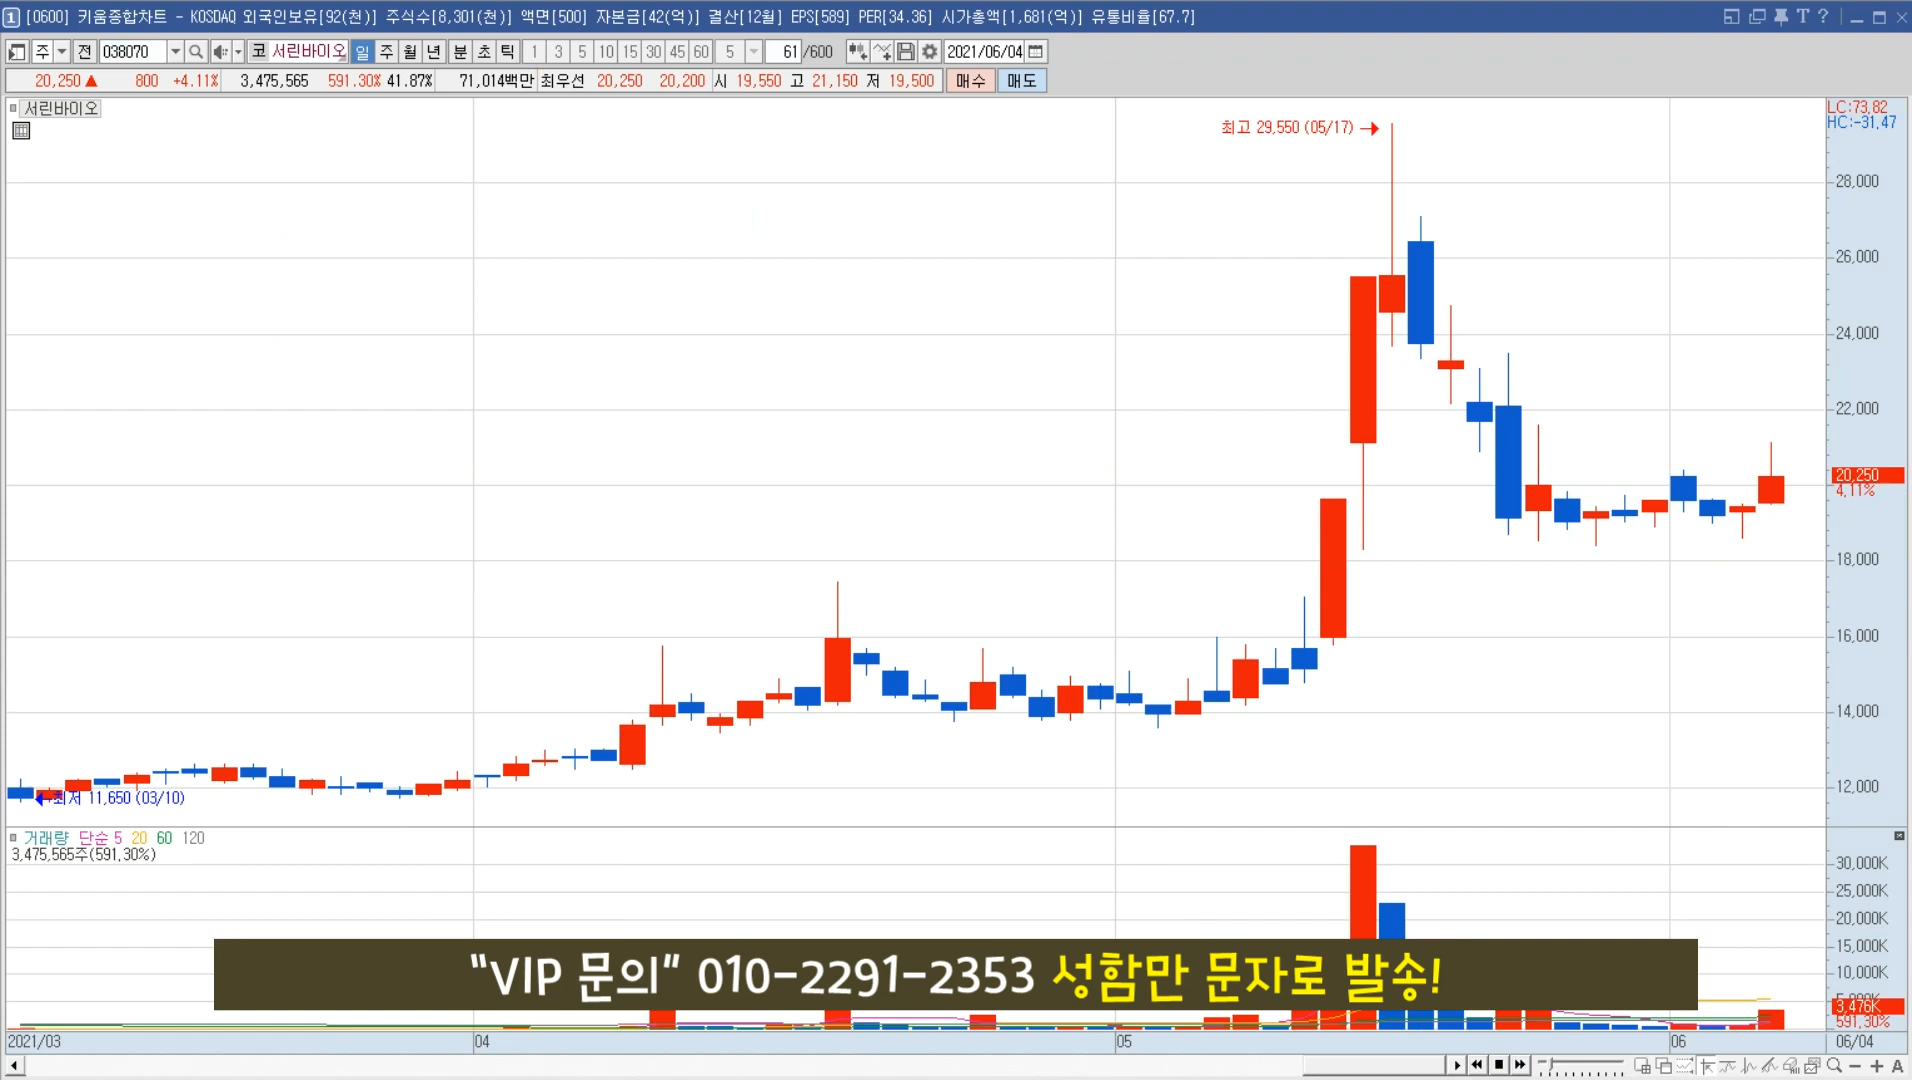 1 [0600] 키움종합차트 - KOSDAQ 외국인보유[92(천)] 주식수[8,301(천)] 액면[500] 자본금[42(억)] 결산[12월] EPS[589] PER[34.36] 시가총액[1,681(억)] 유통비율[67.7]
주 전 038070 코 서린바이오 일 주 월 년 분 초 틱 1 3 5 10 15 30 45 60 5 61 /600 2021/06/04
20,250 ▲ 800 +4.11% 3,475,565 591.30% 41.87% 71,014백만 최우선 20,250 20,200 시 19,550 고 21,150 저 19,500 매수 매도
서린바이오
LC:73,82
HC:-31,47
최고 29,550 (05/17) →
28,000
26,000
24,000
22,000
20,250
4,11%
18,000
16,000
14,000
12,000
←최저 11,650 (03/10)
거래량 단순 5 20 60 120
3,475,565주(591,30%)
30,000K
25,000K
20,000K
15,000K
10,000K
5,000K
3,476K
591,30%
"VIP 문의" 010-2291-2353 성함만 문자로 발송!
2021/03 04 05 06 06/04
A